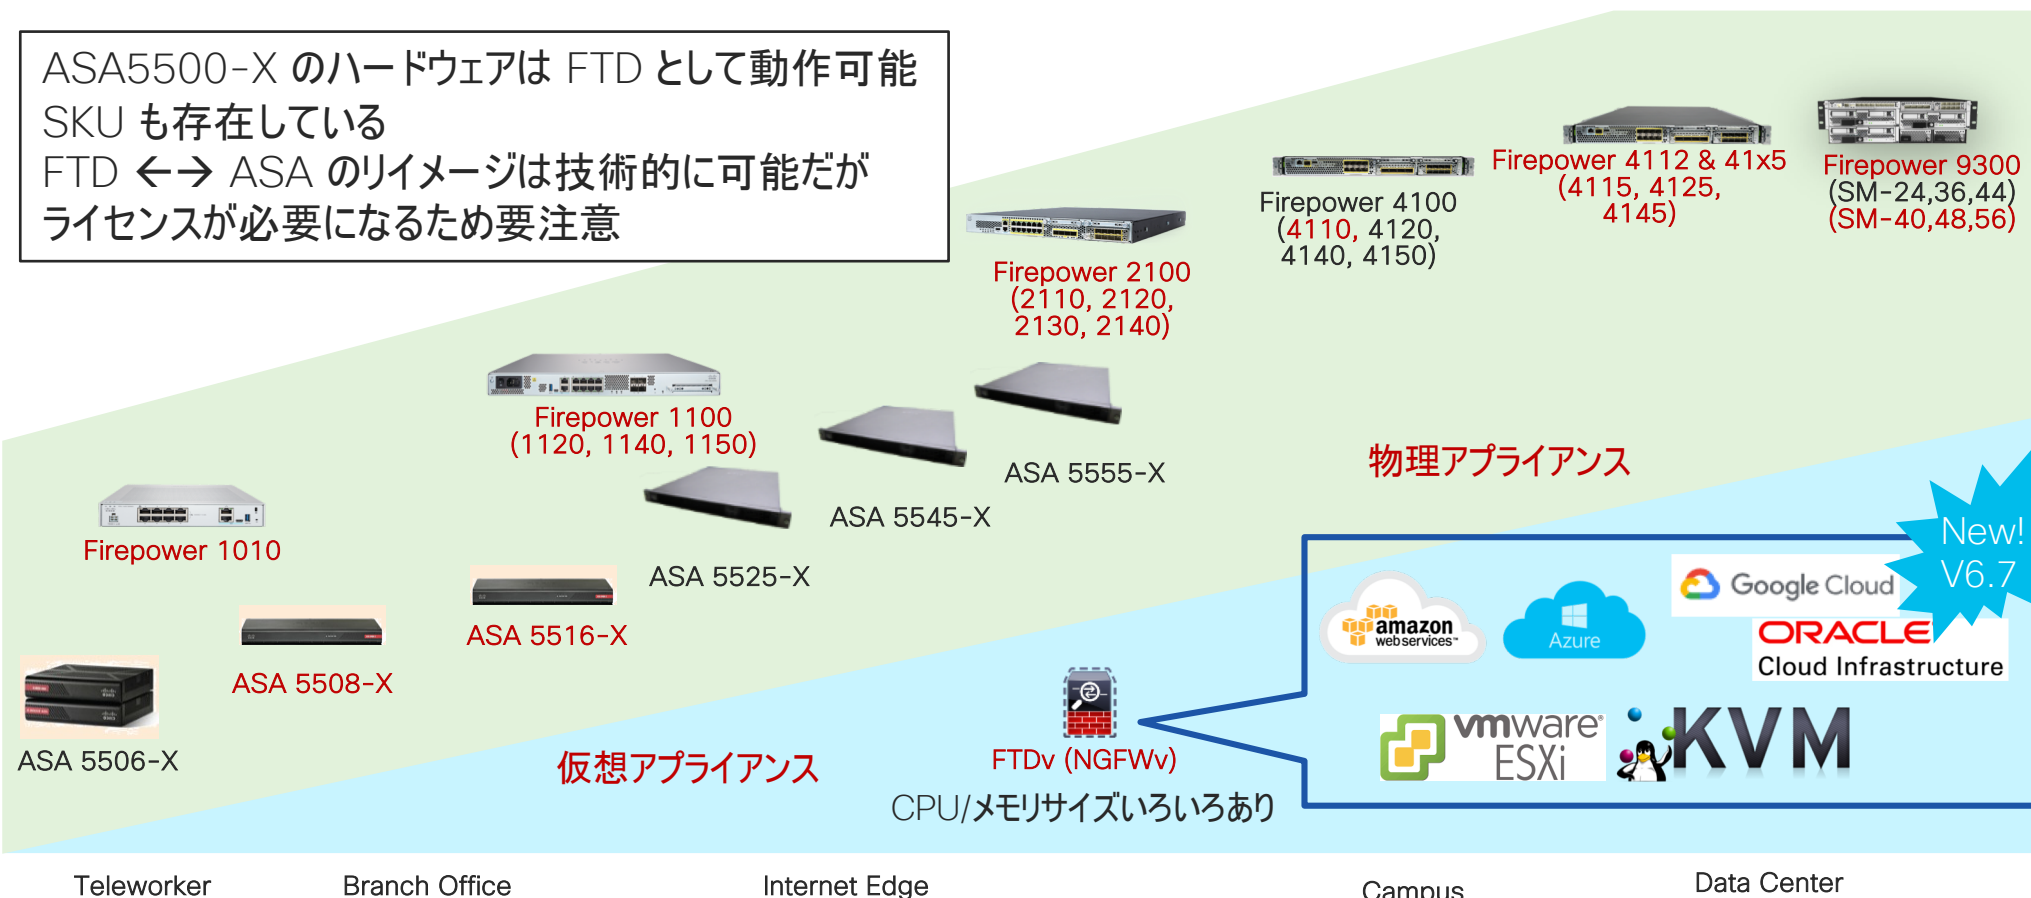 ASA5500-X のハードウェアは FTD として動作可能
SKU も存在している
FTD ←→ ASA のリイメージは技術的に可能だが
ライセンスが必要になるため要注意
Firepower 4112 & 41x5
(4115, 4125,
4145)
Firepower 9300
(SM-24,36,44)
(SM-40,48,56)
Firepower 4100
(4110, 4120,
4140, 4150)
Firepower 2100
(2110, 2120,
2130, 2140)
Firepower 1100
(1120, 1140, 1150)
物理アプライアンス
ASA 5555-X
ASA 5545-X
Firepower 1010
ASA 5525-X
ASA 5516-X
ASA 5508-X
ASA 5506-X
New!
V6.7
amazon
web services™
Azure
Google Cloud
ORACLE
Cloud Infrastructure
vmware®
ESXi
KVM
仮想アプライアンス
FTDv (NGFWv)
CPU/メモリサイズいろいろあり
Teleworker
Branch Office
Internet Edge
Campus
Data Center